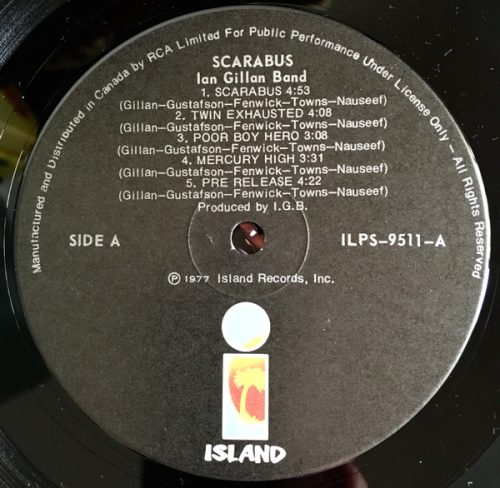 Manufactured and Distributed in Canada by RCA Limited For Public Performance Under License Only – All Rights Reserved
SCARABUS
Ian Gillan Band
1. SCARABUS 4:53
(Gillan-Gustafson-Fenwick-Towns-Nauseef)
2. TWIN EXHAUSTED 4:08
(Gillan-Gustafson-Fenwick-Towns-Nauseef)
3. POOR BOY HERO 3:08
(Gillan-Gustafson-Fenwick-Towns-Nauseef)
4. MERCURY HIGH 3:31
(Gillan-Gustafson-Fenwick-Towns-Nauseef)
5. PRE RELEASE 4:22
(Gillan-Gustafson-Fenwick-Towns-Nauseef)
Produced by I.G.B.
SIDE A
ILPS-9511-A
℗ 1977 Island Records, Inc.
ISLAND